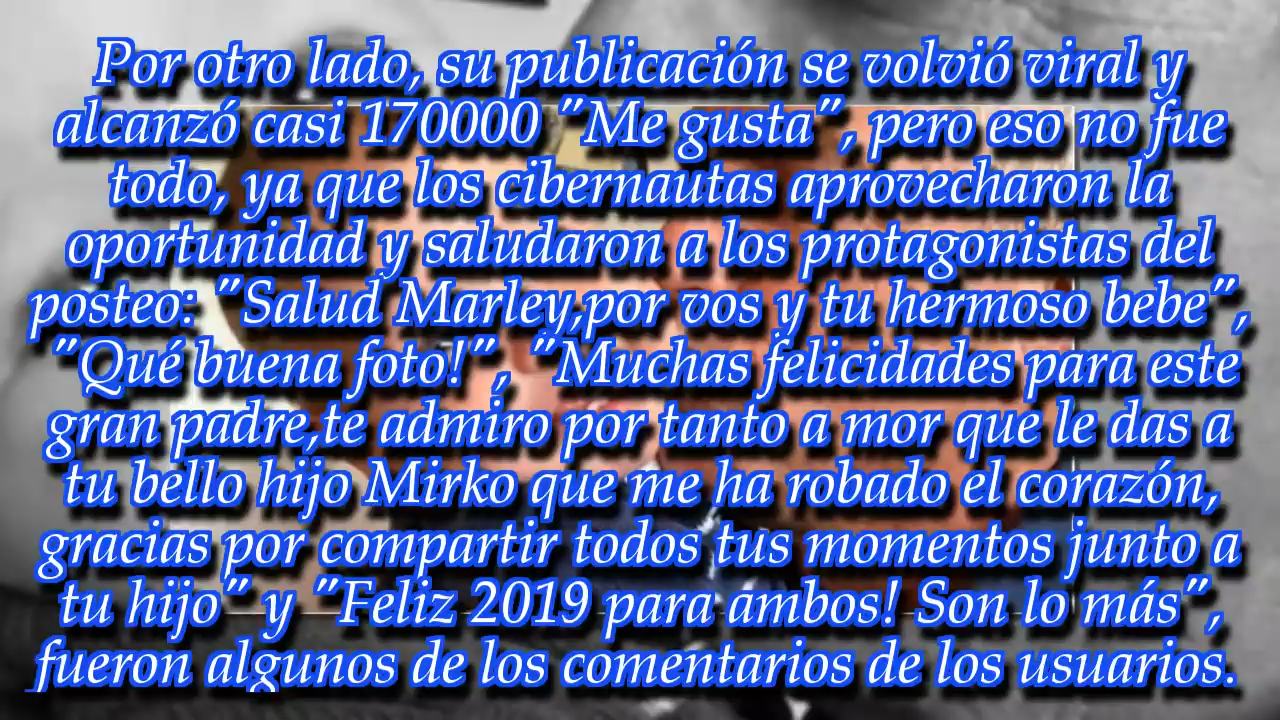 Por otro lado, su publicación se volvió viral y
alcanzó casi 170000 "Me gusta", pero eso no fue
todo, ya que los cibernautas aprovecharon la
oportunidad y saludaron a los protagonistas del
posteo: "Salud Marley,por vos y tu hermoso bebe",
"Qué buena foto!", "Muchas felicidades para este
gran padre,te admiro por tanto a mor que le das a
tu bello hijo Mirko que me ha robado el corazón,
gracias por compartir todos tus momentos junto a
tu hijo" y "Feliz 2019 para ambos! Son lo más",
fueron algunos de los comentarios de los usuarios.